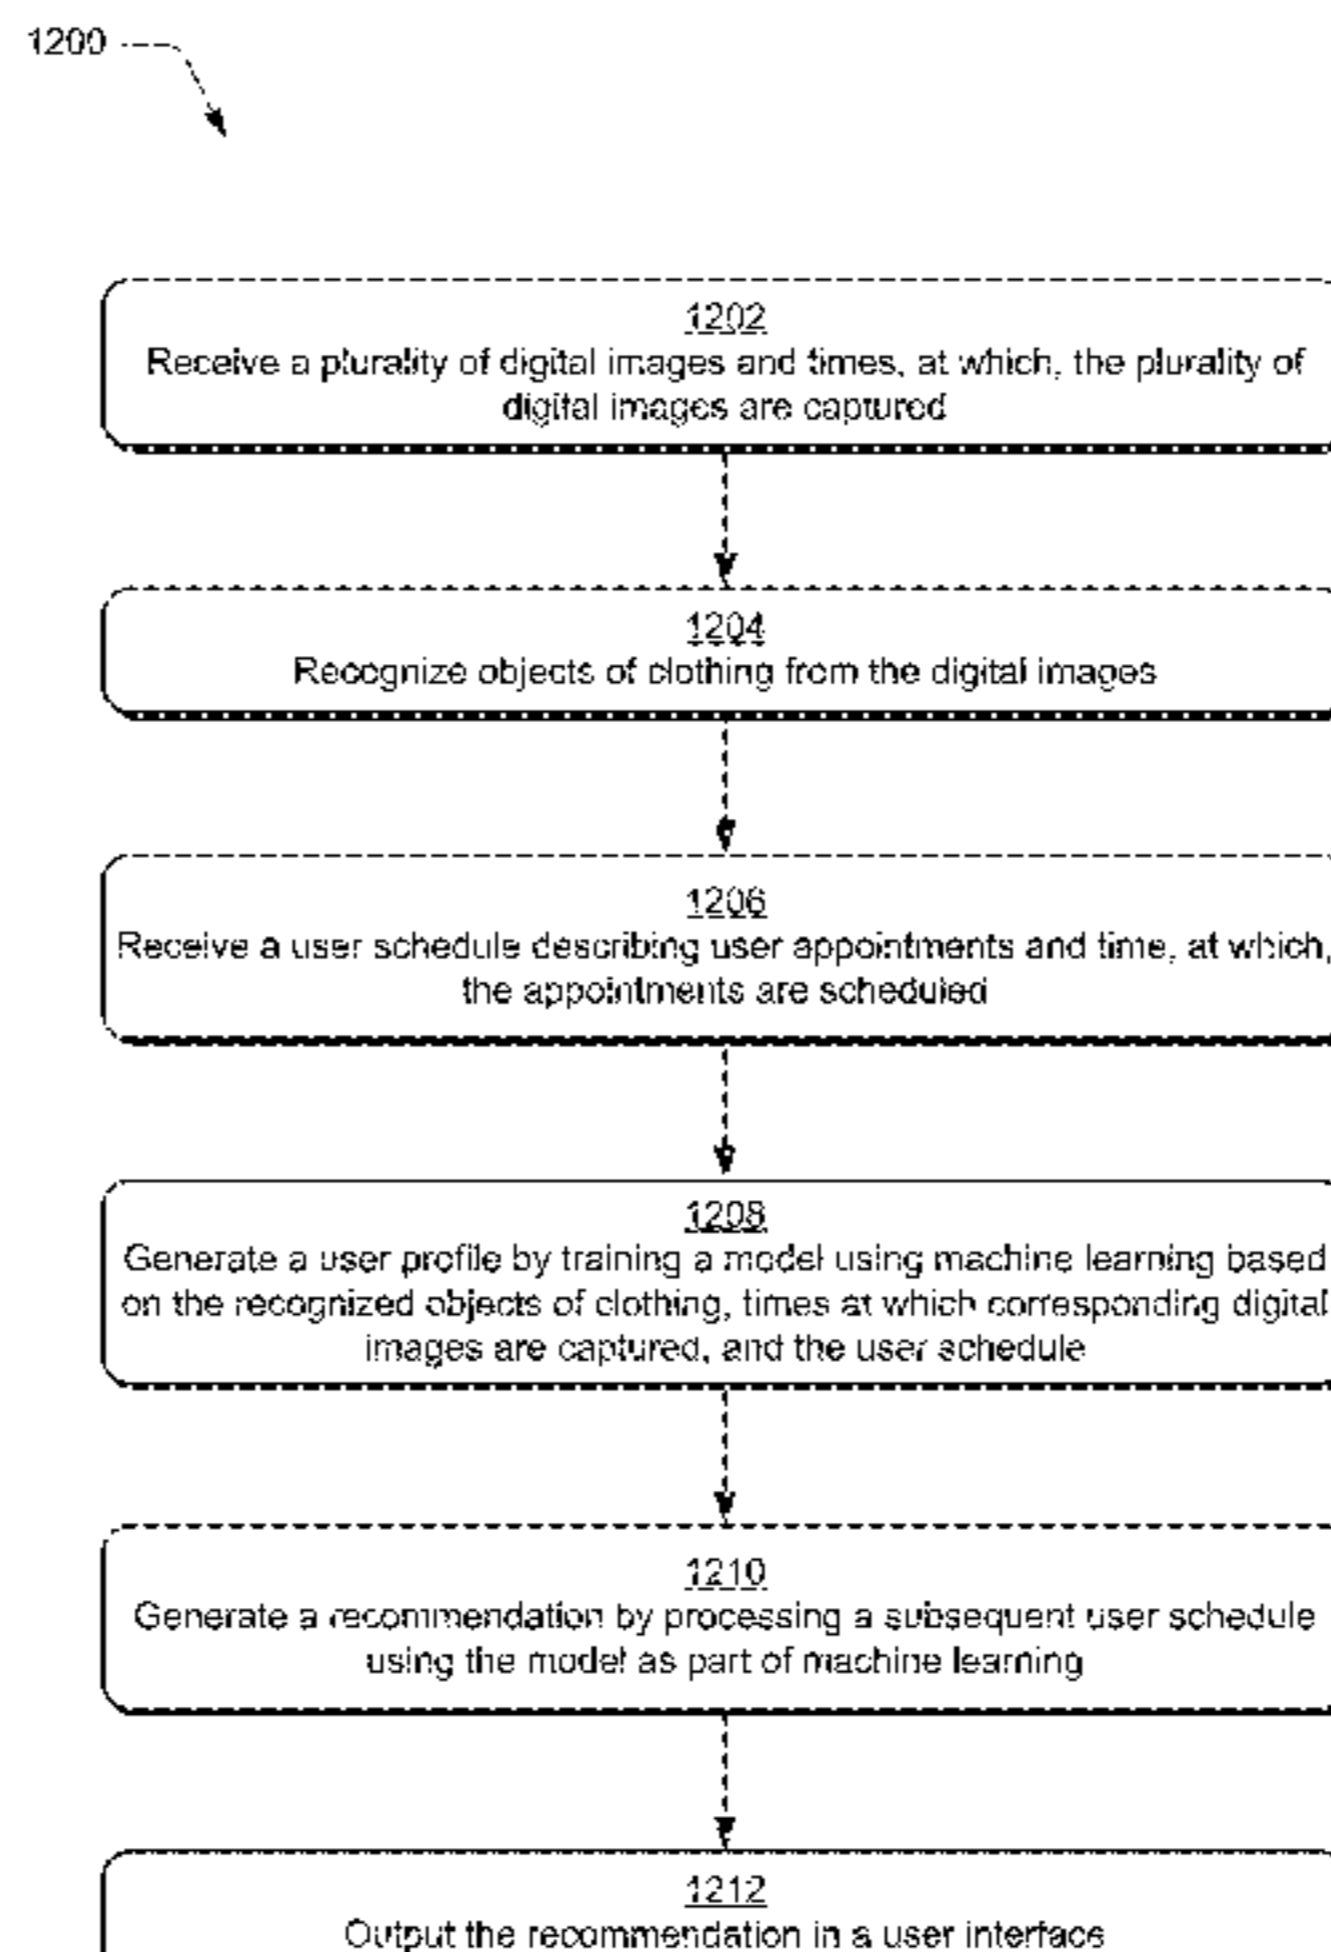 1200
1202
Receive a plurality of digital images and times, at which, the plurality of
digital images are captured
1204
Recognize objects of clothing from the digital images
1206
Receive a user schedule describing user appointments and time, at which,
the appointments are scheduled
1208
Generate a user profile by training a model using machine learning based
on the recognized objects of clothing, times at which corresponding digital
images are captured, and the user schedule
1210
Generate a recommendation by processing a subsequent user schedule
using the model as part of machine learning
1212
Output the recommendation in a user interface